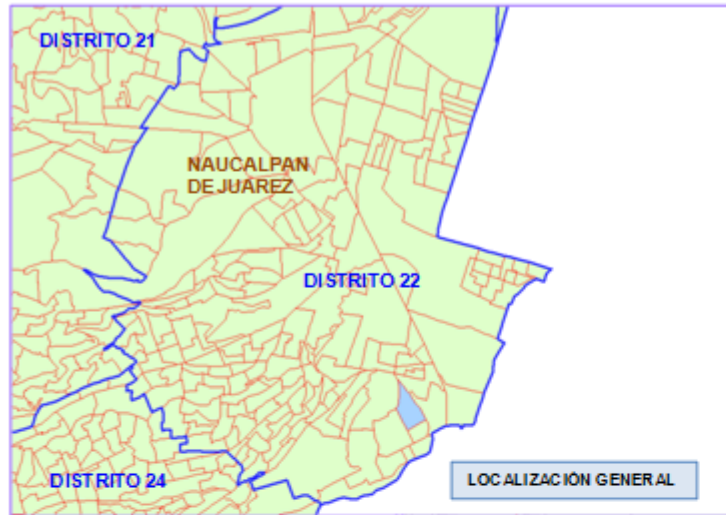 DISTRITO 21
NAUCALPAN
DE JUAREZ
DISTRITO 22
DISTRITO 24
LOCALIZACIÓN GENERAL